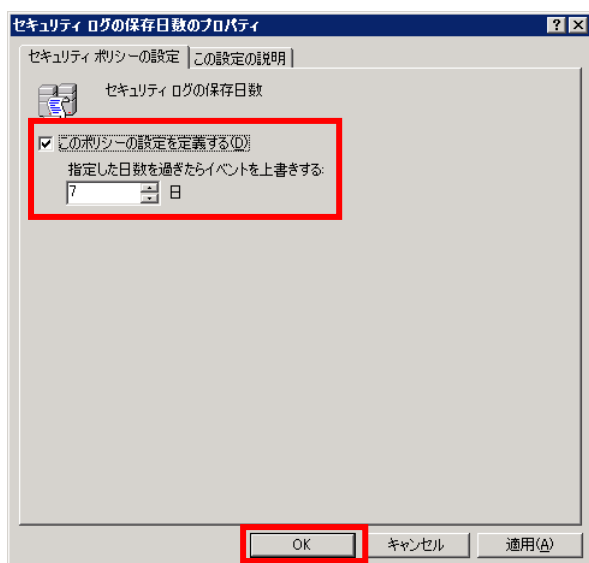 セキュリティ ログの保存日数のプロパティ
セキュリティ ポリシーの設定 この設定の説明
セキュリティ ログの保存日数
このポリシーの設定を定義する(D)
指定した日数を過ぎたらイベントを上書きする:
7 日
OK キャンセル 適用(A)